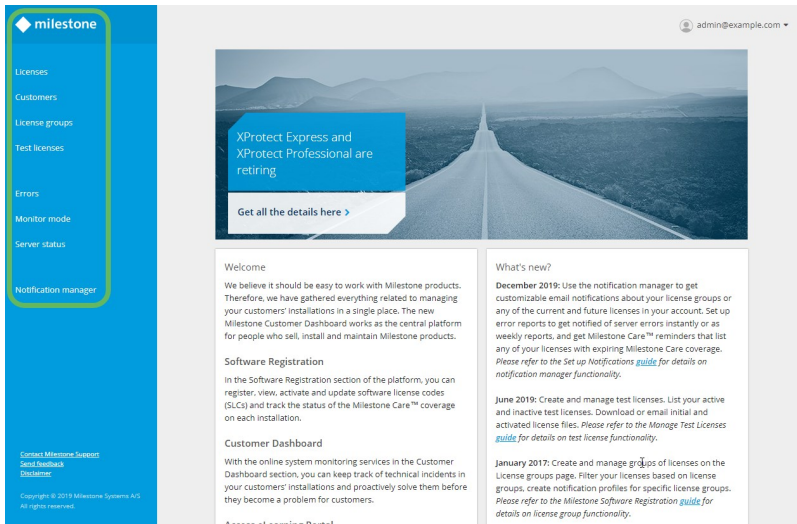 milestone
admin@example.com
Licenses
Customers
License groups
Test licenses
Errors
Monitor mode
Server status
Notification manager
Contact Milestone Support
Send feedback
Disclaimer
Copyright © 2019 Milestone Systems A/S
All rights reserved.
XProtect Express and
XProtect Professional are
retiring
Get all the details here >
Welcome
We believe it should be easy to work with Milestone products.
Therefore, we have gathered everything related to managing
your customers' installations in a single place. The new
Milestone Customer Dashboard works as the central platform
for people who sell, install and maintain Milestone products.
Software Registration
In the Software Registration section of the platform, you can
register, view, activate and update software license codes
(SLCs) and track the status of the Milestone Care™ coverage
on each installation.
Customer Dashboard
With the online system monitoring services in the Customer
Dashboard section, you can keep track of technical incidents in
your customers' installations and proactively solve them before
they become a problem for customers.
Access eLearning Portal
What's new?
December 2019: Use the notification manager to get
customizable email notifications about your license groups or
any of the current and future licenses in your account. Set up
error reports to get notified of server errors instantly or as
weekly reports, and get Milestone Care™ reminders that list
any of your licenses with expiring Milestone Care coverage.
Please refer to the Set up Notifications guide for details on
notification manager functionality.
June 2019: Create and manage test licenses. List your active
and inactive test licenses. Download or email initial and
activated license files. Please refer to the Manage Test Licenses
guide for details on test license functionality.
January 2017: Create and manage groups of licenses on the
License groups page. Filter your licenses based on license
groups, create notification profiles for specific license groups.
Please refer to the Milestone Software Registration guide for
details on license group functionality.